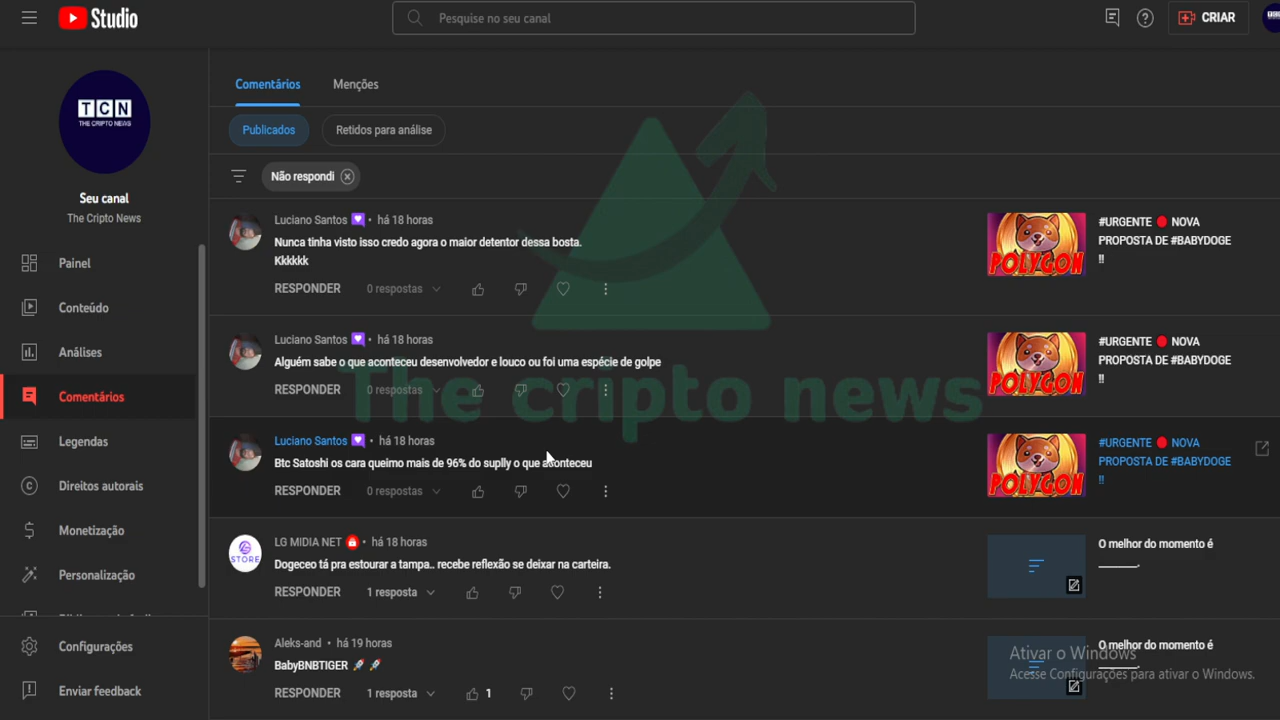 Studio
Pesquise no seu canal
CRIAR
TCN
THE CRIPTO NEWS
Seu canal
The Cripto News
Painel
Conteúdo
Análises
Comentários
Legendas
Direitos autorais
Monetização
Personalização
Configurações
Enviar feedback
Comentários Menções
Publicados Retidos para análise
Não respondi
Luciano Santos • há 18 horas
Nunca tinha visto isso credo agora o maior detentor dessa bosta.
Kkkkkk
RESPONDER 0 respostas
POLYGON
#URGENTE 🔴 NOVA
PROPOSTA DE #BABYDOGE
‼
Luciano Santos • há 18 horas
Alguém sabe o que aconteceu desenvolvedor e louco ou foi uma espécie de golpe
RESPONDER 0 respostas
POLYGON
#URGENTE 🔴 NOVA
PROPOSTA DE #BABYDOGE
‼
The cripto news
Luciano Santos • há 18 horas
Btc Satoshi os cara queimo mais de 96% do suplly o que aconteceu
RESPONDER 0 respostas
POLYGON
#URGENTE 🔴 NOVA
PROPOSTA DE #BABYDOGE
‼
STORE
LG MIDIA NET • há 18 horas
Dogeceo tá pra estourar a tampa.. recebe reflexão se deixar na carteira.
RESPONDER 1 resposta
O melhor do momento é
Aleks-and • há 19 horas
BabyBNBTIGER 🚀 🚀
RESPONDER 1 resposta 1
O melhor do momento é
Ativar o Windows
Acesse Configurações para ativar o Windows.